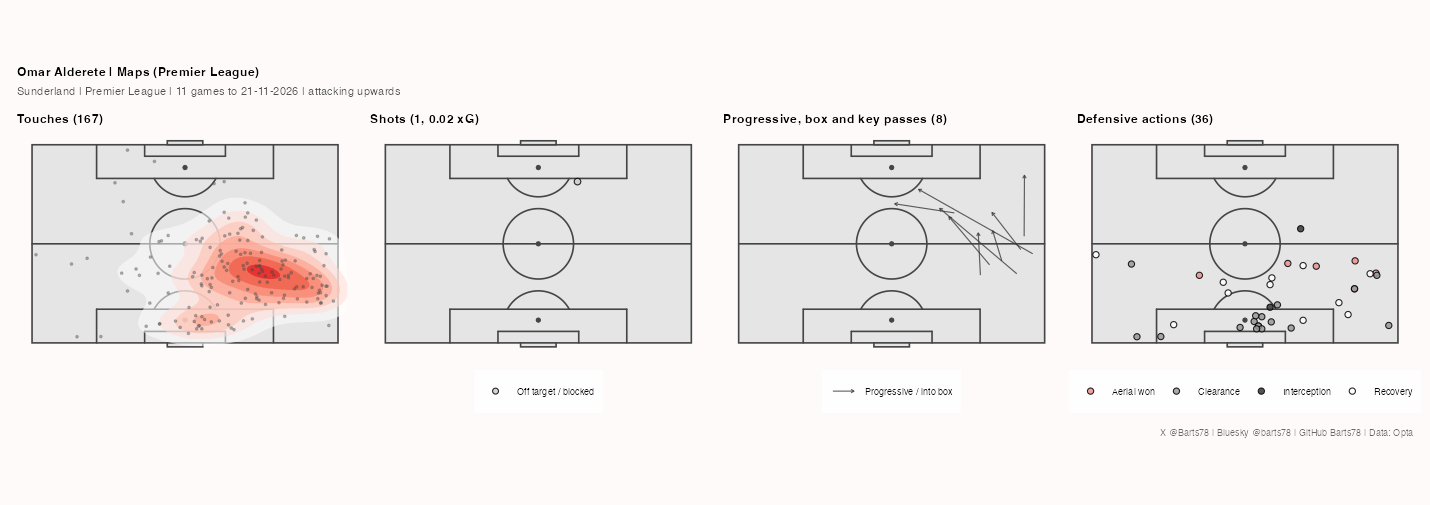 Omar Alderete | Maps (Premier League)
Sunderland | Premier League | 11 games to 21-11-2026 | attacking upwards
Touches (167)
Shots (1, 0.02 xG)
Progressive, box and key passes (8)
Defensive actions (36)
Off target / blocked
Progressive / into box
Aerial won
Clearance
Interception
Recovery
X @Barts78 | Bluesky @barts78 | GitHub Barts78 | Data: Opta